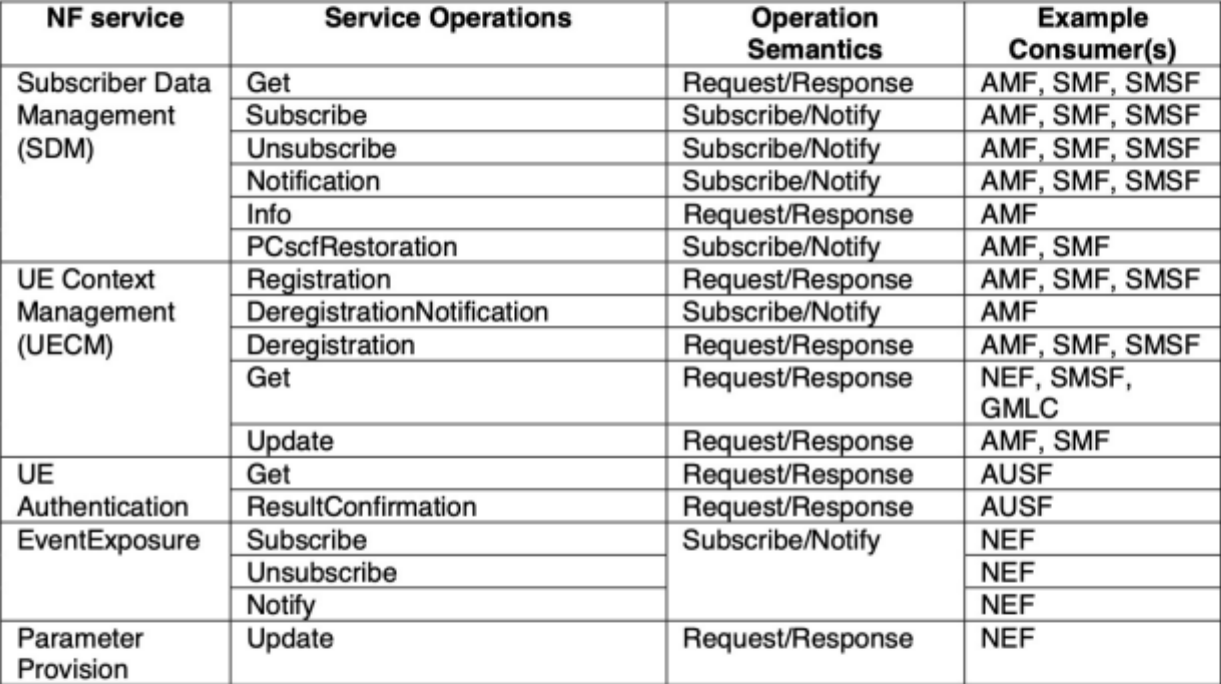 NF service Service Operations Operation Semantics Example Consumer(s)
Subscriber Data Management (SDM) Get Request/Response AMF, SMF, SMSF
Subscribe Subscribe/Notify AMF, SMF, SMSF
Unsubscribe Subscribe/Notify AMF, SMF, SMSF
Notification Subscribe/Notify AMF, SMF, SMSF
Info Request/Response AMF
PCscfRestoration Subscribe/Notify AMF, SMF
UE Context Management (UECM) Registration Request/Response AMF, SMF, SMSF
DeregistrationNotification Subscribe/Notify AMF
Deregistration Request/Response AMF, SMF, SMSF
Get Request/Response NEF, SMSF, GMLC
Update Request/Response AMF, SMF
UE Authentication Get Request/Response AUSF
ResultConfirmation Request/Response AUSF
EventExposure Subscribe Subscribe/Notify NEF
Unsubscribe NEF
Notify NEF
Parameter Provision Update Request/Response NEF